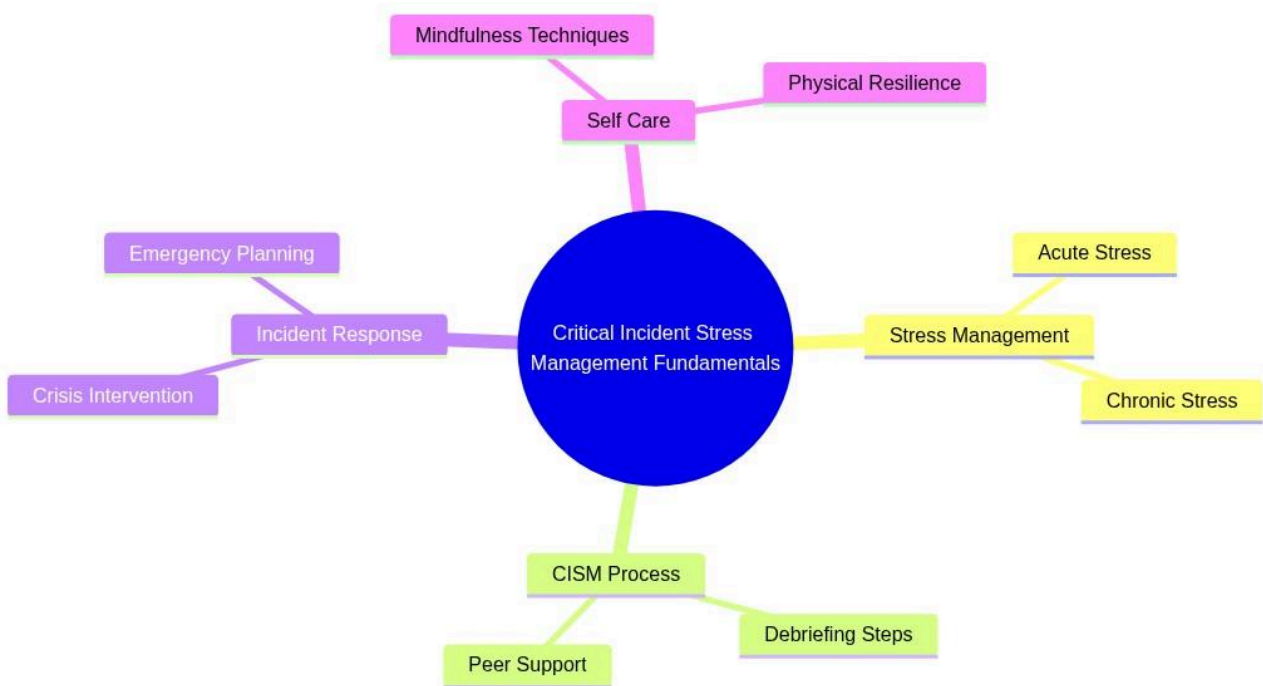 Mindfulness Techniques
Physical Resilience
Self Care
Emergency Planning
Acute Stress
Incident Response
Critical Incident Stress
Management Fundamentals
Stress Management
Crisis Intervention
Chronic Stress
CISM Process
Debriefing Steps
Peer Support